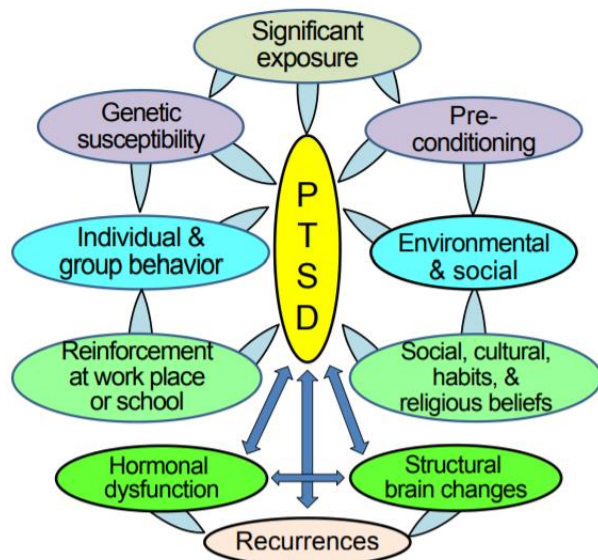 Significant
exposure
Genetic
susceptibility
Pre-
conditioning
P
T
S
D
Individual &
group behavior
Environmental
& social
Reinforcement
at work place
or school
Social, cultural,
habits, &
religious beliefs
Hormonal
dysfunction
Structural
brain changes
Recurrences